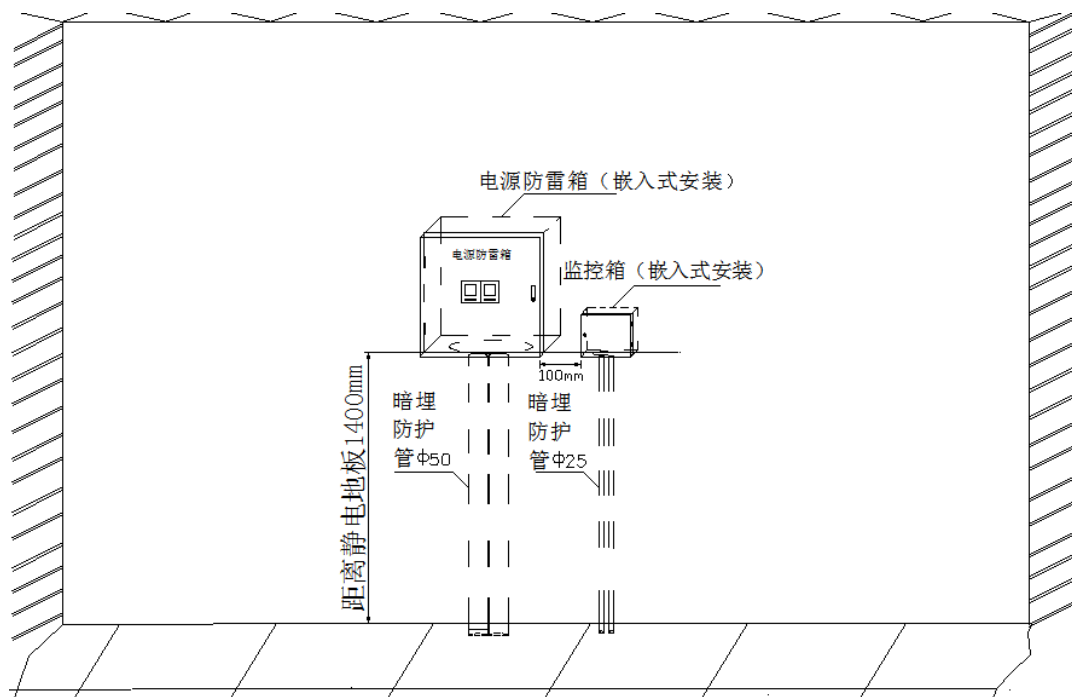 电源防雷箱（嵌入式安装）
电源防雷箱
监控箱（嵌入式安装）
100mm
距离静电地板1400mm
暗埋
防护
管Φ50
暗埋
防护
管Φ25